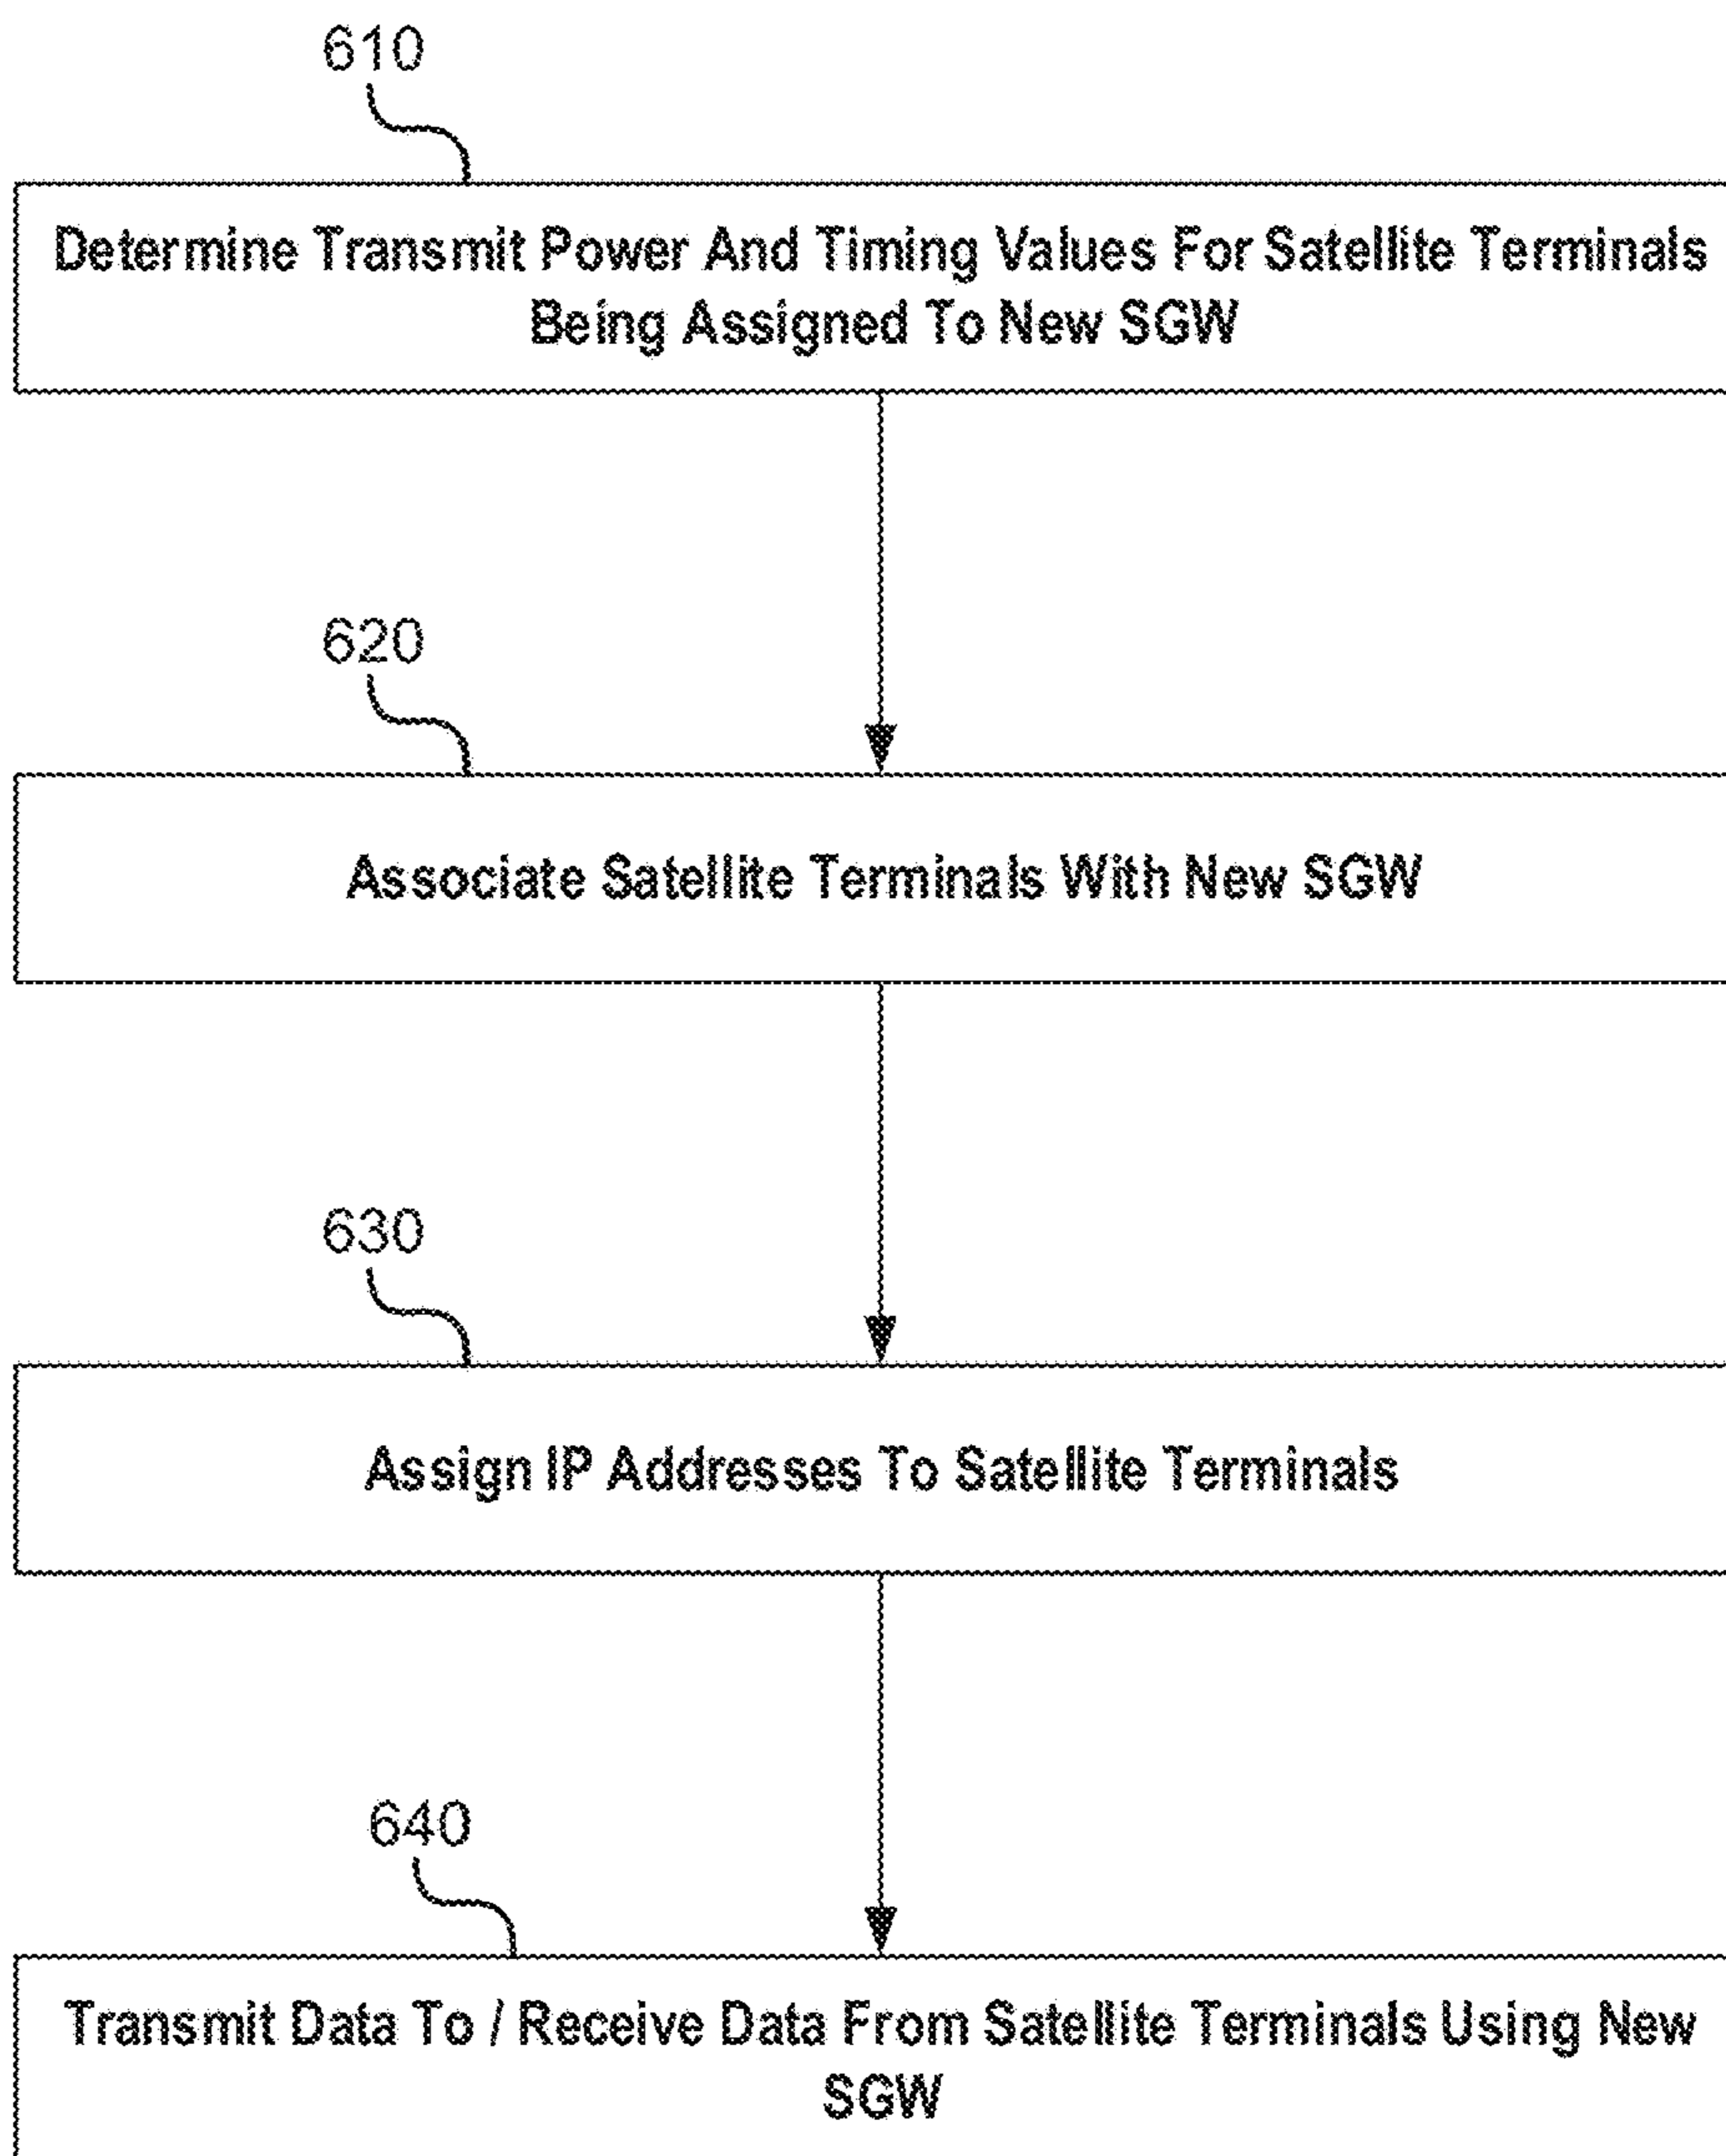 610
Determine Transmit Power And Timing Values For Satellite Terminals
Being Assigned To New SGW
620
Associate Satellite Terminals With New SGW
630
Assign IP Addresses To Satellite Terminals
640
Transmit Data To / Receive Data From Satellite Terminals Using New
SGW